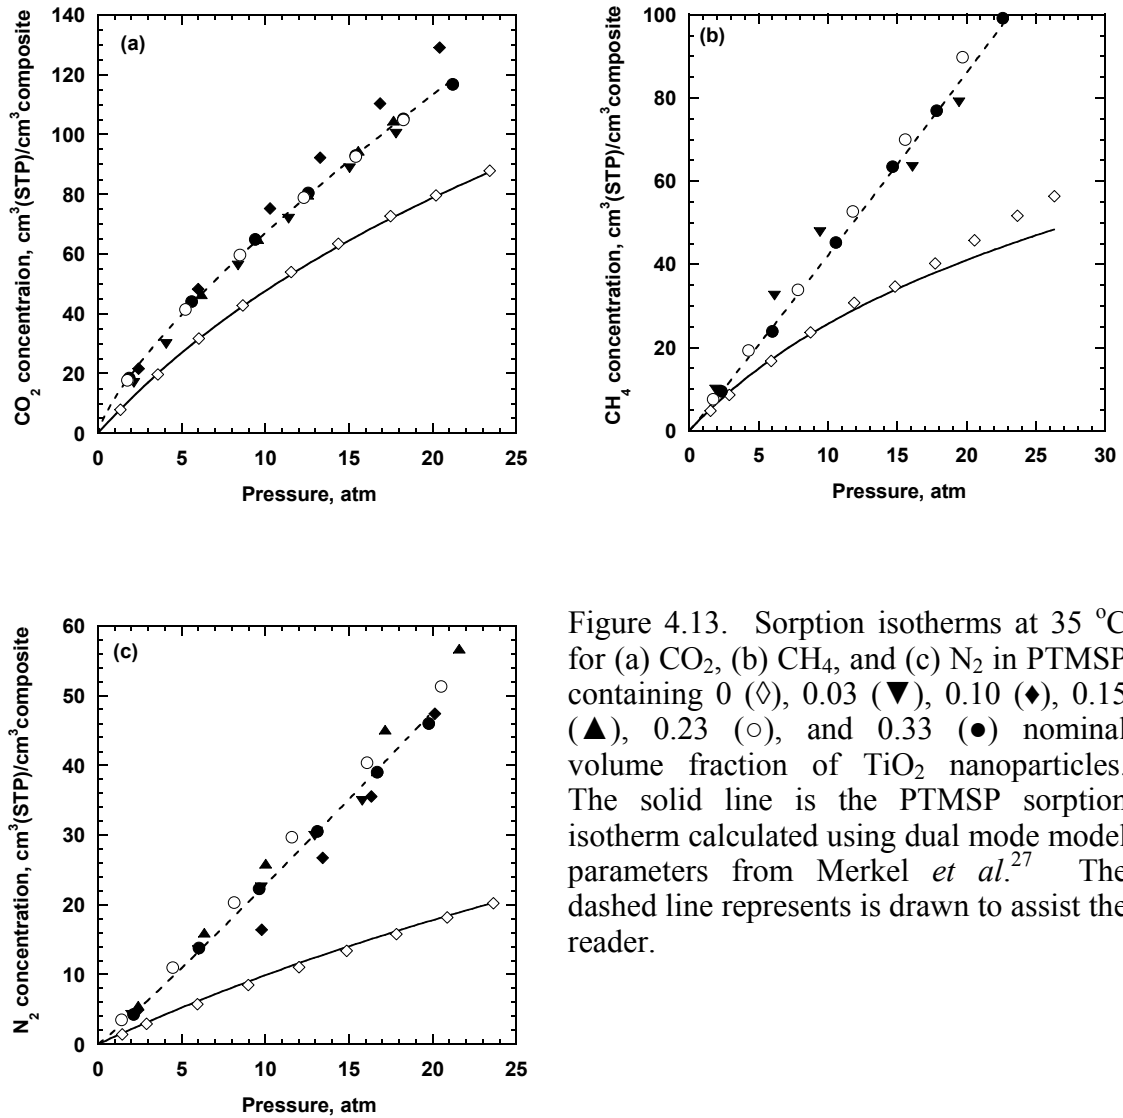 (a)
CO2 concentraion, cm3(STP)/cm3composite
140
120
100
80
60
40
20
0
0 5 10 15 20 25
Pressure, atm
(b)
CH4 concentration, cm3(STP)/cm3composite
100
80
60
40
20
0
0 5 10 15 20 25 30
Pressure, atm
(c)
N2 concentration, cm3(STP)/cm3composite
60
50
40
30
20
10
0
0 5 10 15 20 25
Pressure, atm
Figure 4.13. Sorption isotherms at 35 oC
for (a) CO2, (b) CH4, and (c) N2 in PTMSP
containing 0 (◊), 0.03 (▼), 0.10 (♦), 0.15
(▲), 0.23 (○), and 0.33 (●) nominal
volume fraction of TiO2 nanoparticles.
The solid line is the PTMSP sorption
isotherm calculated using dual mode model
parameters from Merkel et al.27 The
dashed line represents is drawn to assist the
reader.